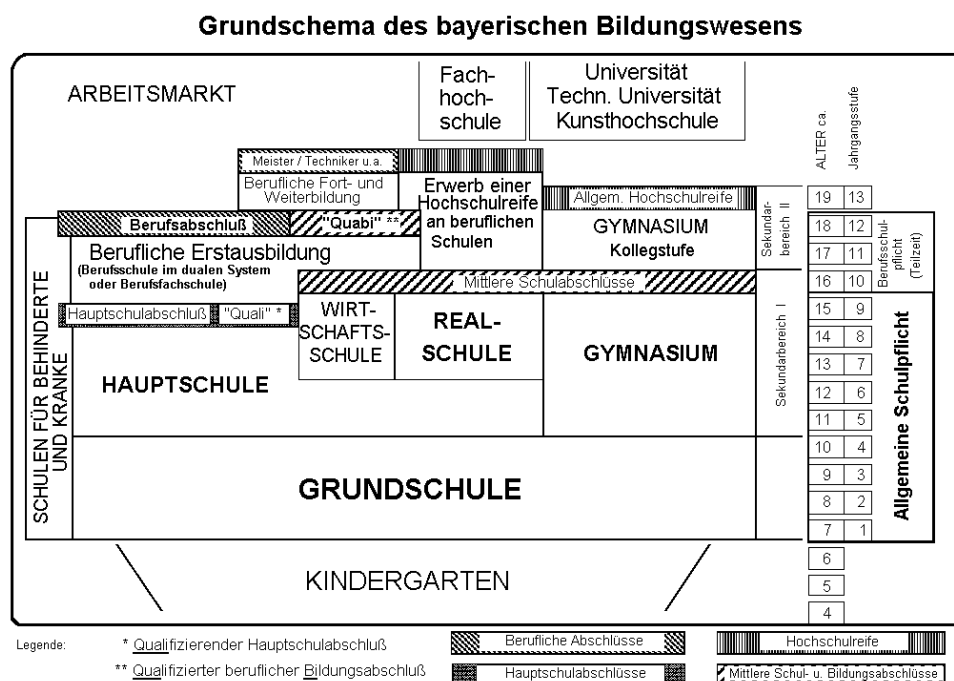 Grundschema des bayerischen Bildungswesens
ARBEITSMARKT
Fach-
hoch-
schule
Universität
Techn. Universität
Kunsthochschule
ALTER ca.
Jahrgangsstufe
Meister / Techniker u.a.
Berufliche Fort- und
Weiterbildung
Erwerb einer
Hochschulreife
an beruflichen
Schulen
Allgem. Hochschulreife
GYMNASIUM
Kollegstufe
Sekundar-
bereich II
19 13
18 12
17 11
16 10
Berufsschul-
pflicht
(Teilzeit)
Berufsabschluß
"Quabi" **
Berufliche Erstausbildung
(Berufsschule im dualen System
oder Berufsfachschule)
Mittlere Schulabschlüsse
Hauptschulabschluß
"Quali" *
WIRT-
SCHAFTS-
SCHULE
REAL-
SCHULE
GYMNASIUM
HAUPTSCHULE
Sekundarbereich I
15 9
14 8
13 7
12 6
11 5
10 4
9 3
8 2
7 1
6
5
4
Allgemeine Schulpflicht
SCHULEN FÜR BEHINDERTE
UND KRANKE
GRUNDSCHULE
KINDERGARTEN
Legende:
* Qualifizierender Hauptschulabschluß
** Qualifizierter beruflicher Bildungsabschluß
Berufliche Abschlüsse
Hauptschulabschlüsse
Hochschulreife
Mittlere Schul- u. Bildungsabschlüsse